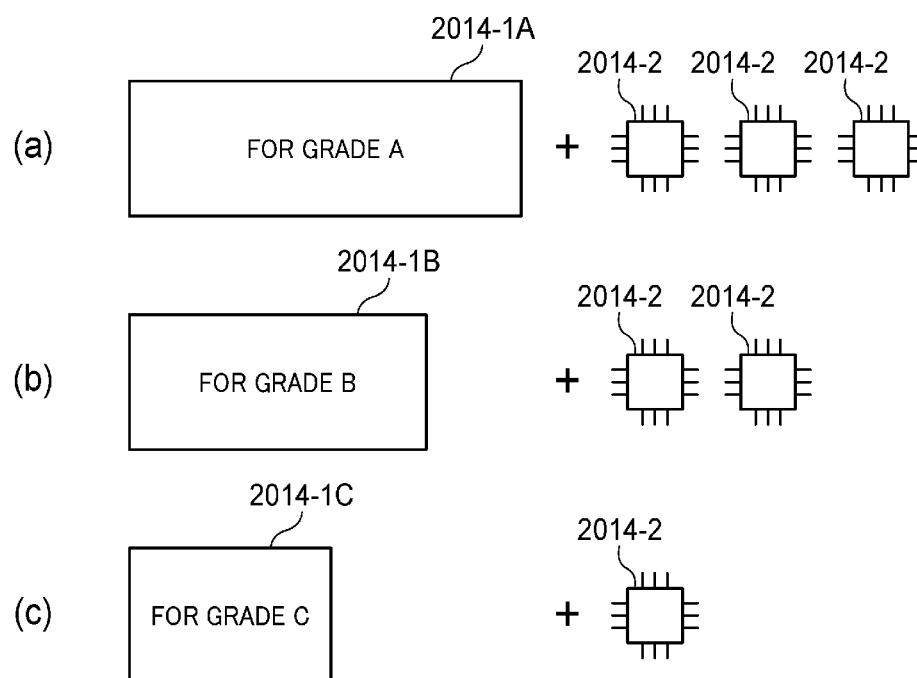 2014-1A
2014-2 2014-2 2014-2
(a) FOR GRADE A +
2014-1B
2014-2 2014-2
(b) FOR GRADE B +
2014-1C
2014-2
(c) FOR GRADE C +